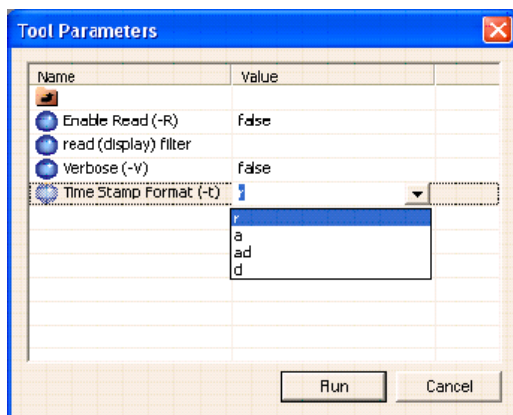 Tool Parameters
Name Value
Enable Read (-R) false
read (display) filter
Verbose (-V) false
Time Stamp Format (-t) r
r
a
ad
d
Run Cancel